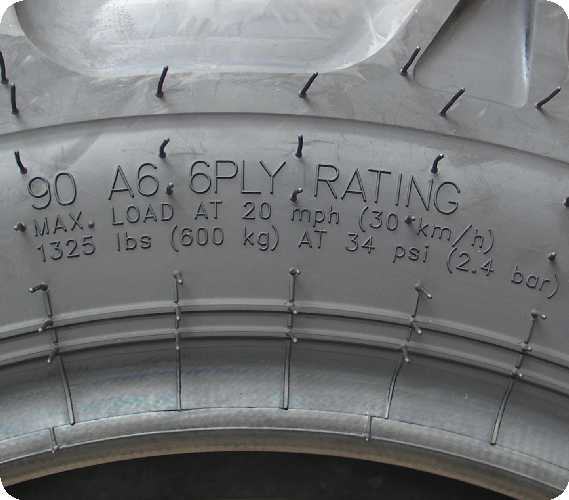 90 A6 6PLY RATING
MAX. LOAD AT 20 mph (30 km/h)
1325 lbs (600 kg) AT 34 psi (2.4 bar)